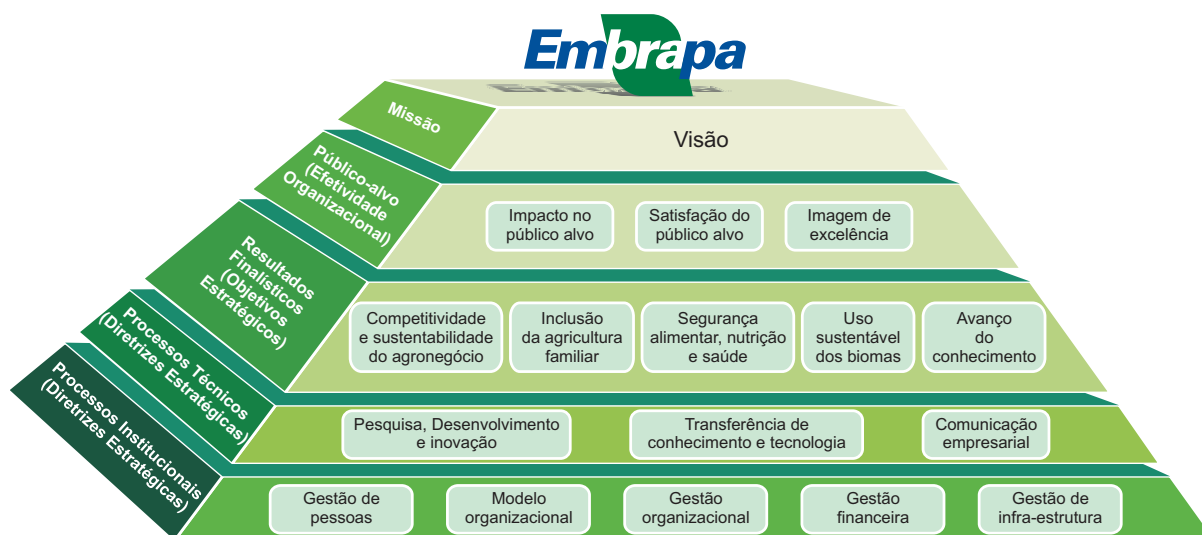 Embrapa
Missão
Visão
Público-alvo
(Efetividade
Organizacional)
Impacto no
público alvo
Satisfação do
público alvo
Imagem de
excelência
Resultados
Finalísticos
(Objetivos
Estratégicos)
Competitividade
e sustentabilidade
do agronegócio
Inclusão
da agricultura
familiar
Segurança
alimentar, nutrição
e saúde
Uso
sustentável
dos biomas
Avanço
do
conhecimento
Processos Técnicos
(Diretrizes Estratégicas)
Pesquisa, Desenvolvimento
e inovação
Transferência de
conhecimento e tecnologia
Comunicação
empresarial
Processos Institucionais
(Diretrizes Estratégicas)
Gestão de
pessoas
Modelo
organizacional
Gestão
organizacional
Gestão
financeira
Gestão de
infra-estrutura